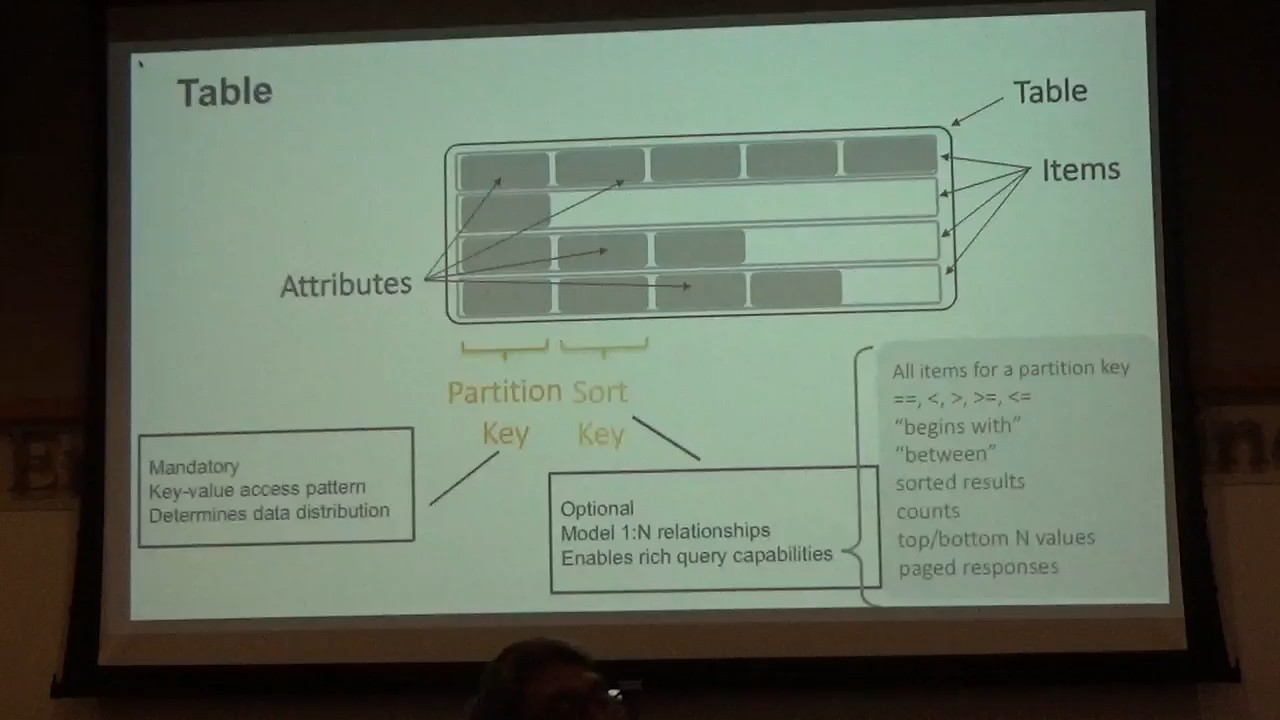 Table
Table
Items
Attributes
Partition Key
Sort Key
Mandatory
Key-value access pattern
Determines data distribution
Optional
Model 1:N relationships
Enables rich query capabilities
All items for a partition key
==, <, >, >=, <=
“begins with”
“between”
sorted results
counts
top/bottom N values
paged responses